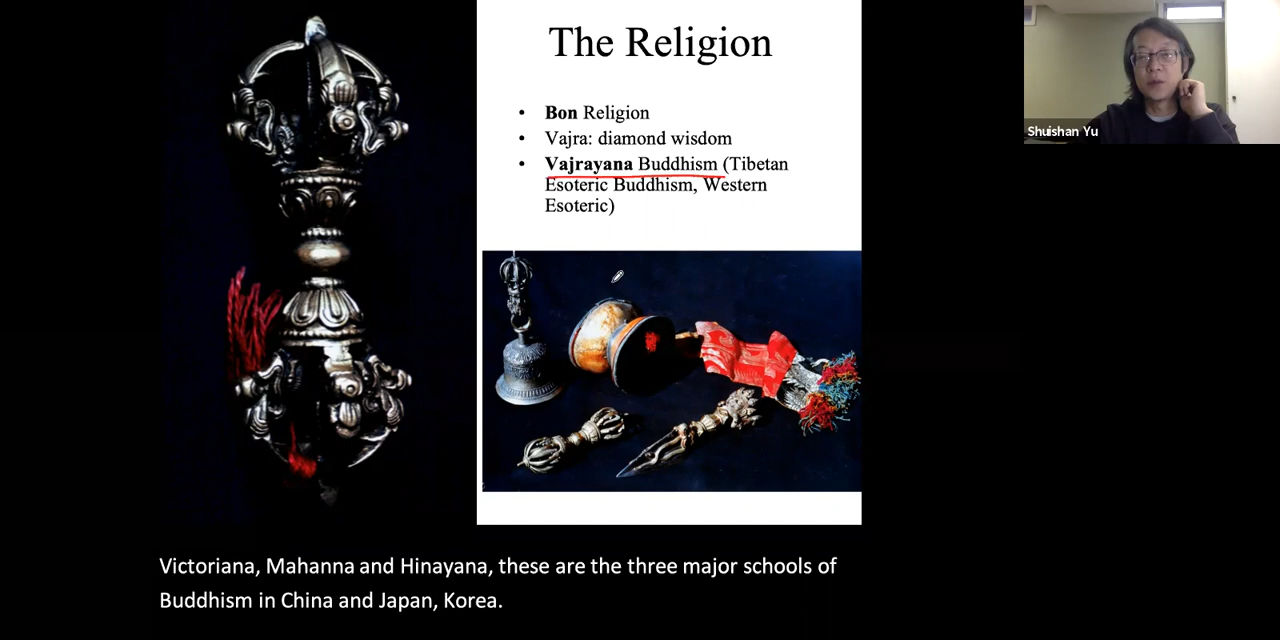 The Religion
• Bon Religion
• Vajra: diamond wisdom
• Vajrayana Buddhism (Tibetan
Esoteric Buddhism, Western
Esoteric)
Shuishan Yu
Victoriana, Mahanna and Hinayana, these are the three major schools of
Buddhism in China and Japan, Korea.